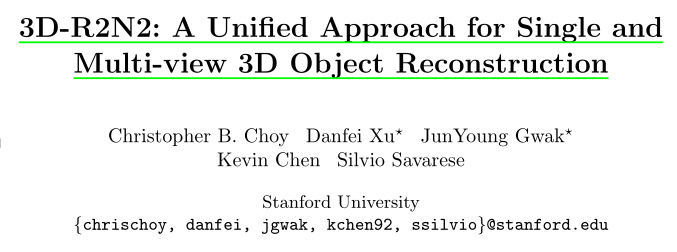 3D-R2N2: A Unified Approach for Single and
Multi-view 3D Object Reconstruction
Christopher B. Choy Danfei Xu* JunYoung Gwak*
Kevin Chen Silvio Savarese
Stanford University
{chrischoy, danfei, jgwak, kchen92, ssilvio}@stanford.edu